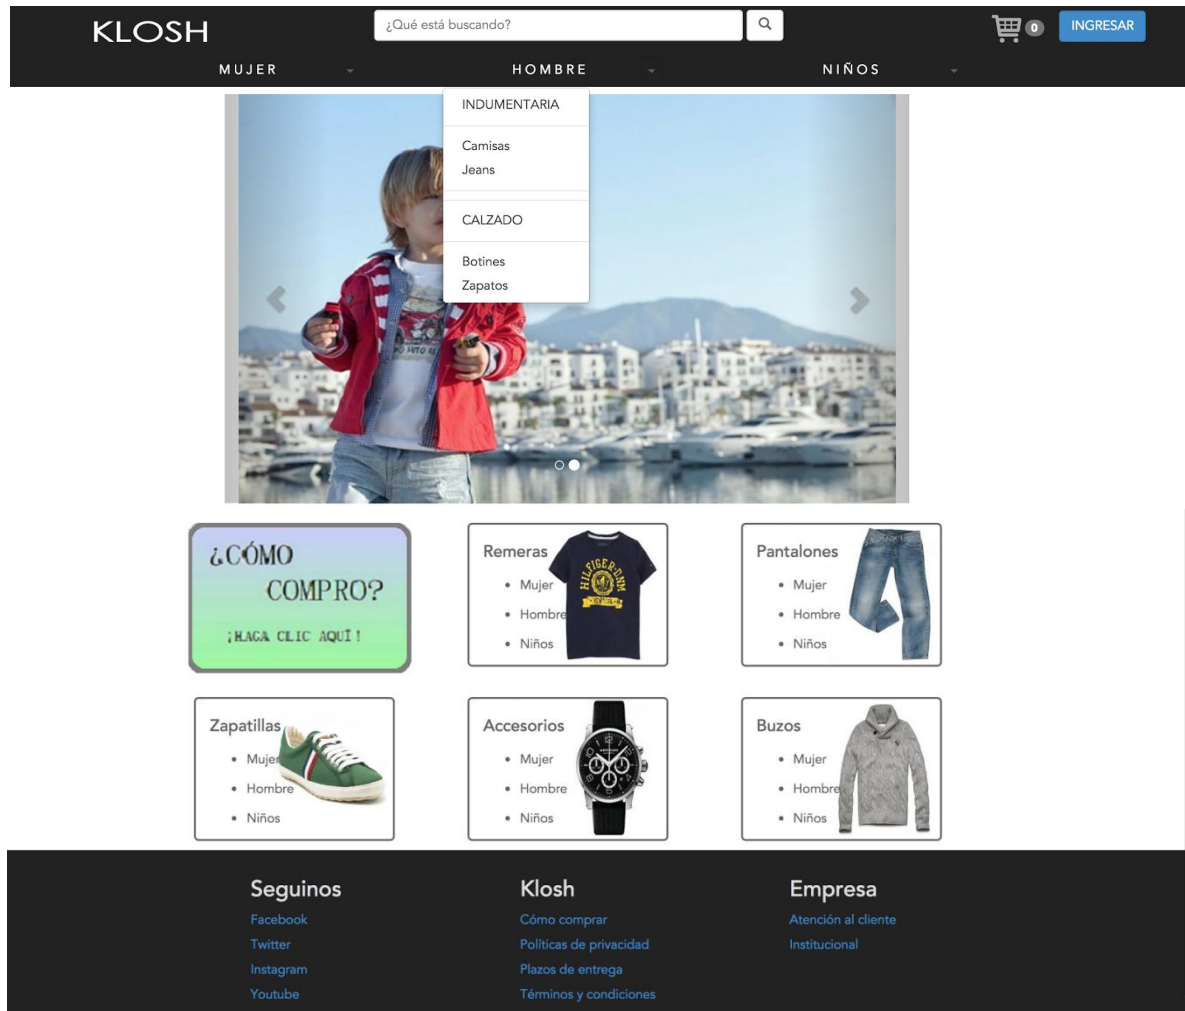 KLOSH
¿Qué está buscando?
0
INGRESAR
MUJER
HOMBRE
NIÑOS
INDUMENTARIA
Camisas
Jeans
CALZADO
Botines
Zapatos
¿CÓMO
COMPRO?
¡HAGA CLIC AQUÍ!
Remeras
Mujer
Hombre
Niños
HILFIGER·DNM
Pantalones
Mujer
Hombre
Niños
Zapatillas
Mujer
Hombre
Niños
Accesorios
Mujer
Hombre
Niños
Buzos
Mujer
Hombre
Niños
Seguinos
Facebook
Twitter
Instagram
Youtube
Klosh
Cómo comprar
Políticas de privacidad
Plazos de entrega
Términos y condiciones
Empresa
Atención al cliente
Institucional